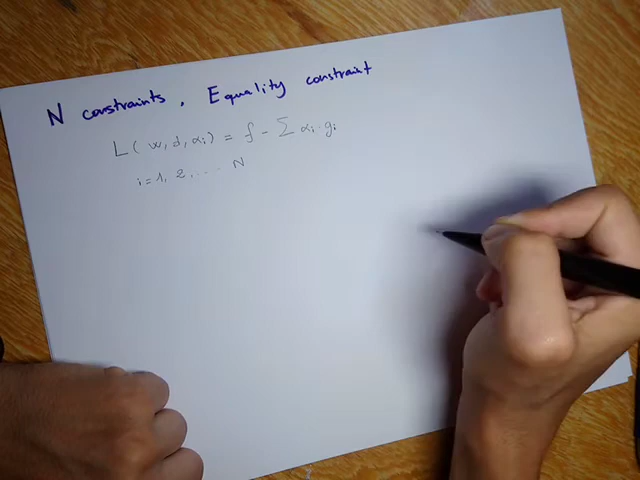 N constraints, Equality constraint
L(w,d,αi) = f - Σ αi·gi
i=1, 2,.... N